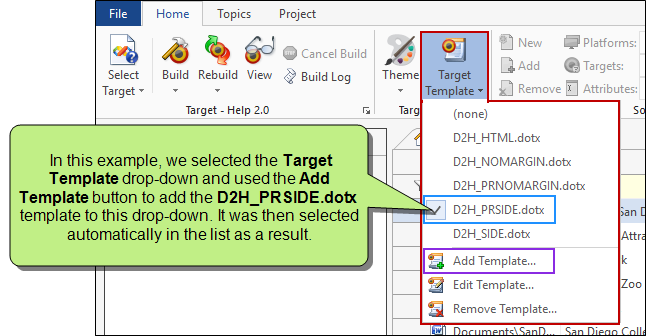 File Home Topics Project
Select Target Build Rebuild View Cancel Build Build Log
Target - Help 2.0
Theme Target Template
New Platforms:
Add Targets:
Remove Attributes:
So
(none)
D2H_HTML.dotx
D2H_NOMARGIN.dotx
D2H_PRNOMARGIN.dotx
D2H_PRSIDE.dotx
D2H_SIDE.dotx
Add Template...
Edit Template...
Remove Template...
In this example, we selected the Target
Template drop-down and used the Add
Template button to add the D2H_PRSIDE.dotx
template to this drop-down. It was then selected
automatically in the list as a result.
San D
Attra
k
Zoo
Documents\SanD... San Diego Colle